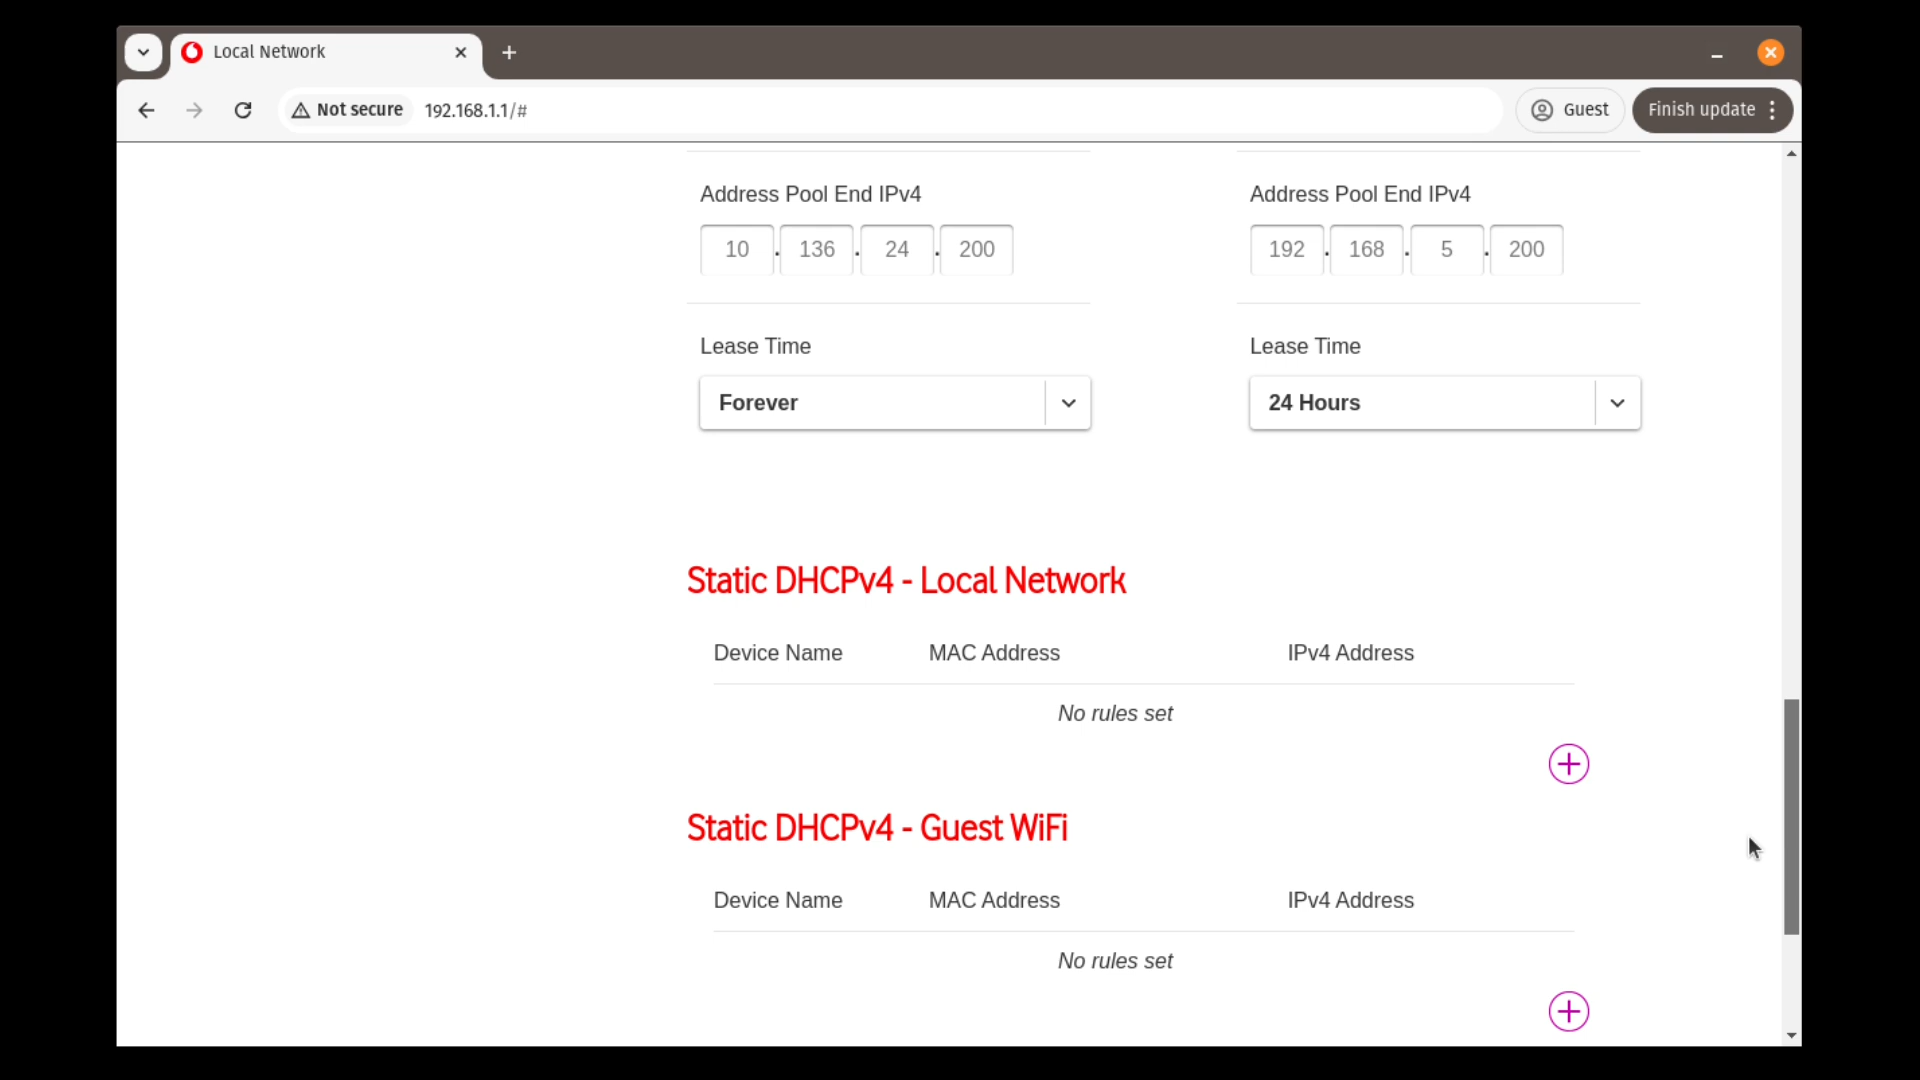 Local Network
Not secure 192.168.1.1/# Guest Finish update
Address Pool End IPv4 Address Pool End IPv4
10 . 136 . 24 . 200 192 . 168 . 5 . 200
Lease Time Lease Time
Forever 24 Hours
Static DHCPv4 - Local Network
Device Name MAC Address IPv4 Address
No rules set
Static DHCPv4 - Guest WiFi
Device Name MAC Address IPv4 Address
No rules set